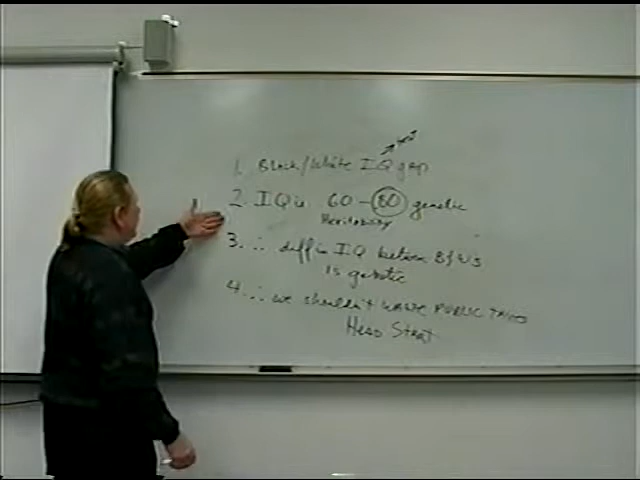 1. Black/White IQ gap
2. IQ is 60 - 80 genetic
Heritability
3. ∴ diff in IQ between B & W's
is genetic
4. ∴ we shouldn't waste PUBLIC
Head Start